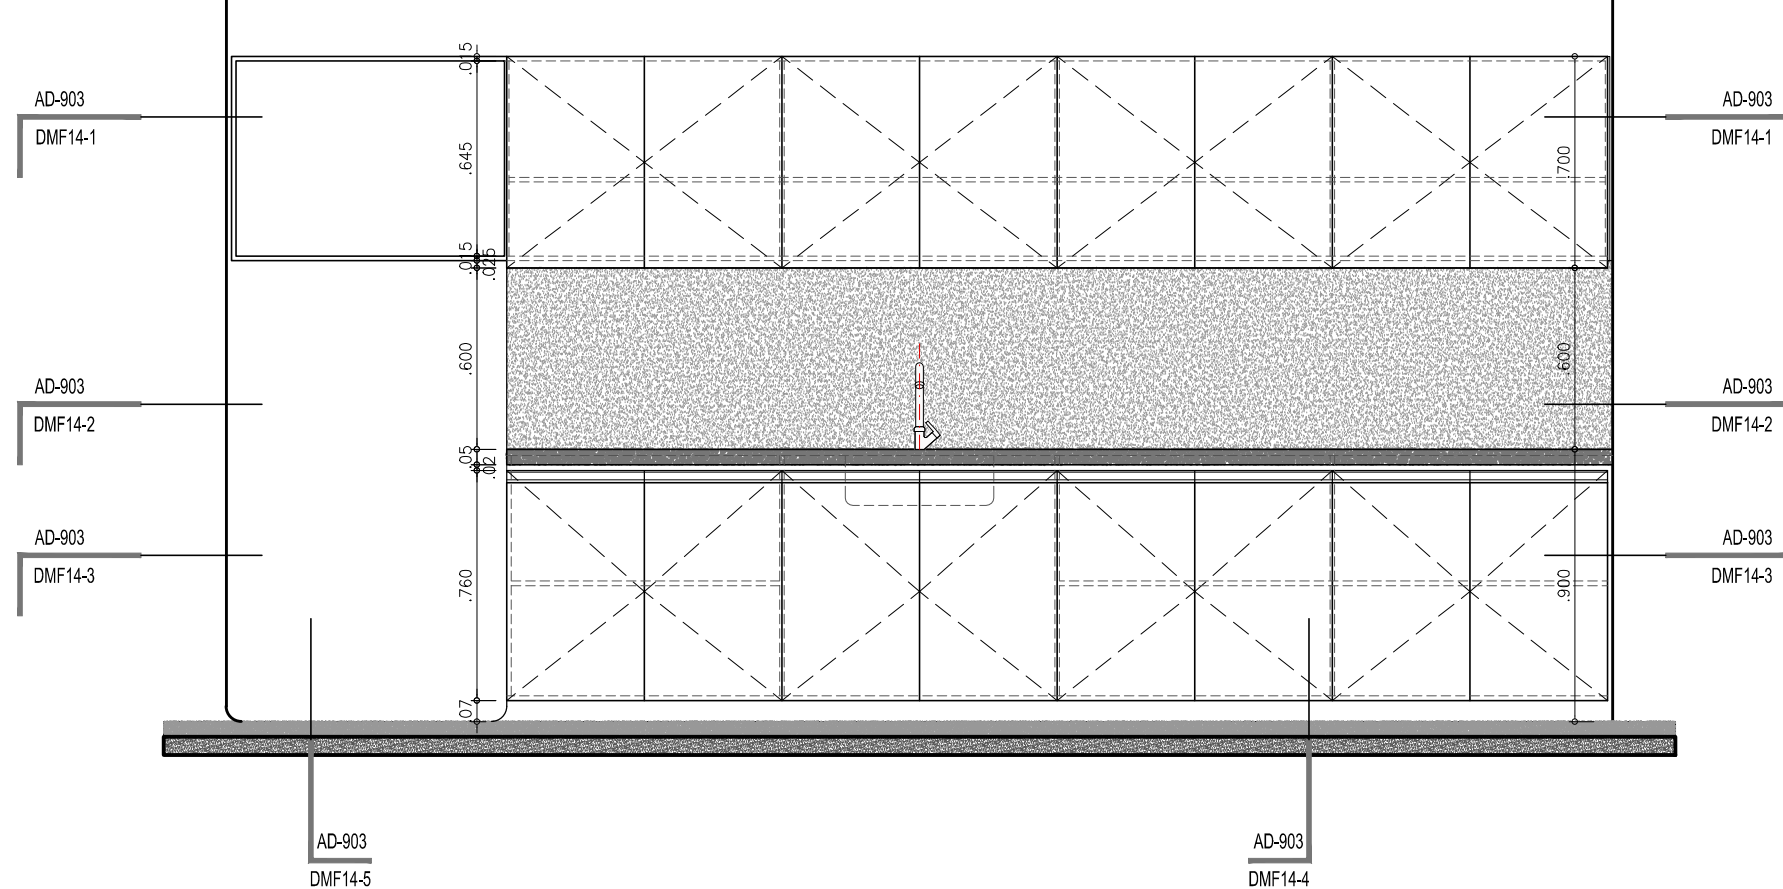 .015
AD-903
DMF14-1
AD-903
DMF14-1
.645
.700
.015
.025
.600
.600
AD-903
DMF14-2
AD-903
DMF14-2
.05
.02
AD-903
DMF14-3
AD-903
DMF14-3
.760
.900
.07
AD-903
DMF14-5
AD-903
DMF14-4